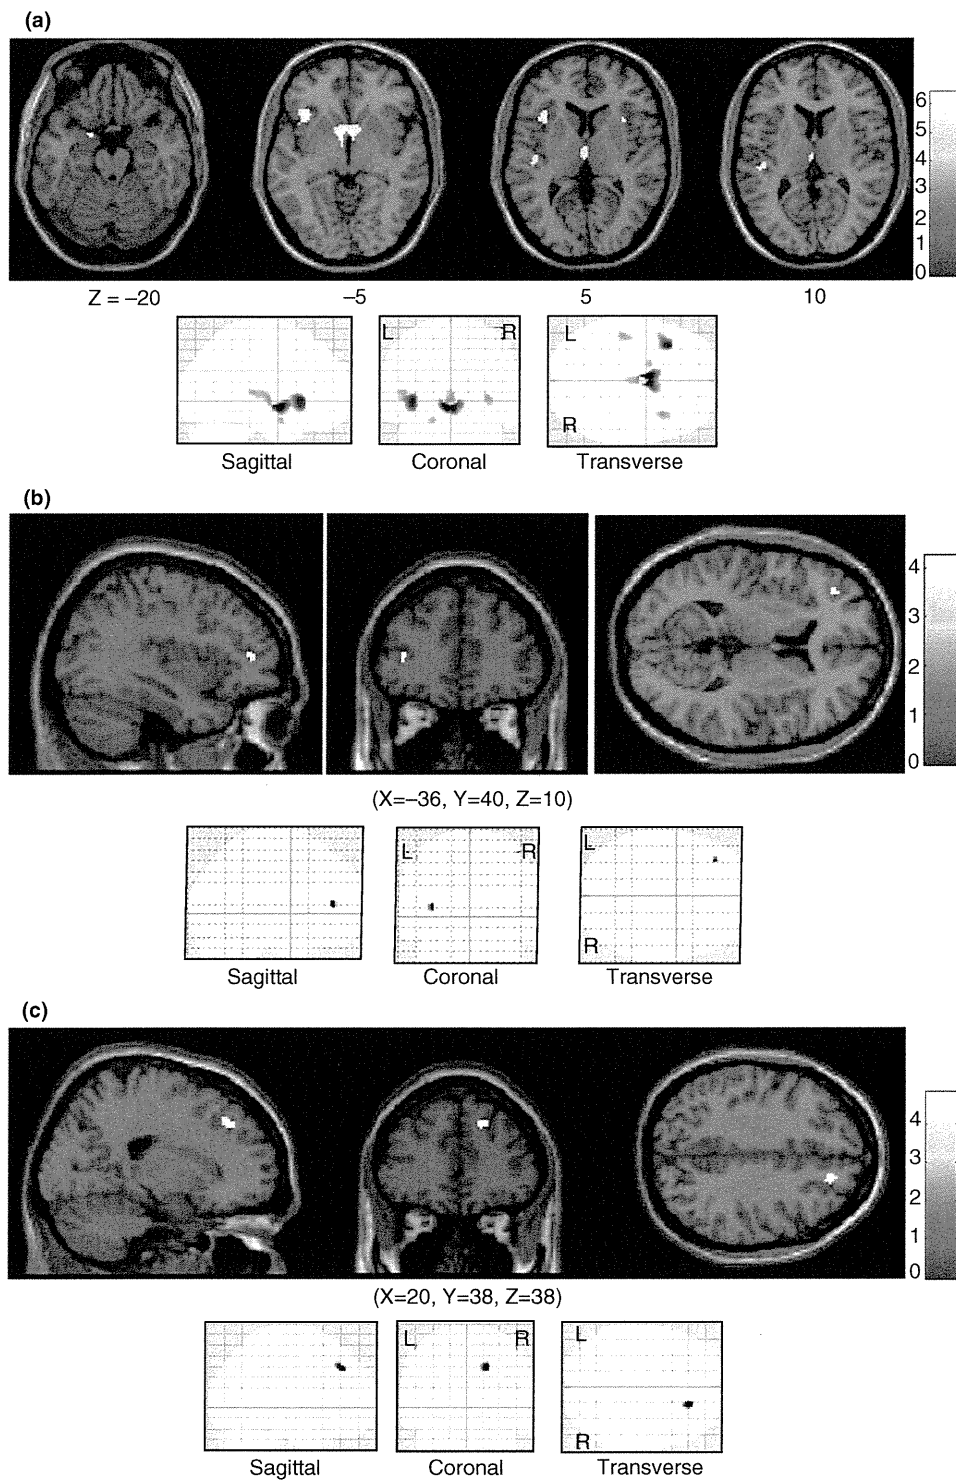 (a)
6
5
4
3
2
1
0
Z = –20 –5 5 10
L R L
R
Sagittal Coronal Transverse
(b)
4
3
2
1
0
(X=–36, Y=40, Z=10)
L R L
R
Sagittal Coronal Transverse
(c)
4
3
2
1
0
(X=20, Y=38, Z=38)
L R L
R
Sagittal Coronal Transverse